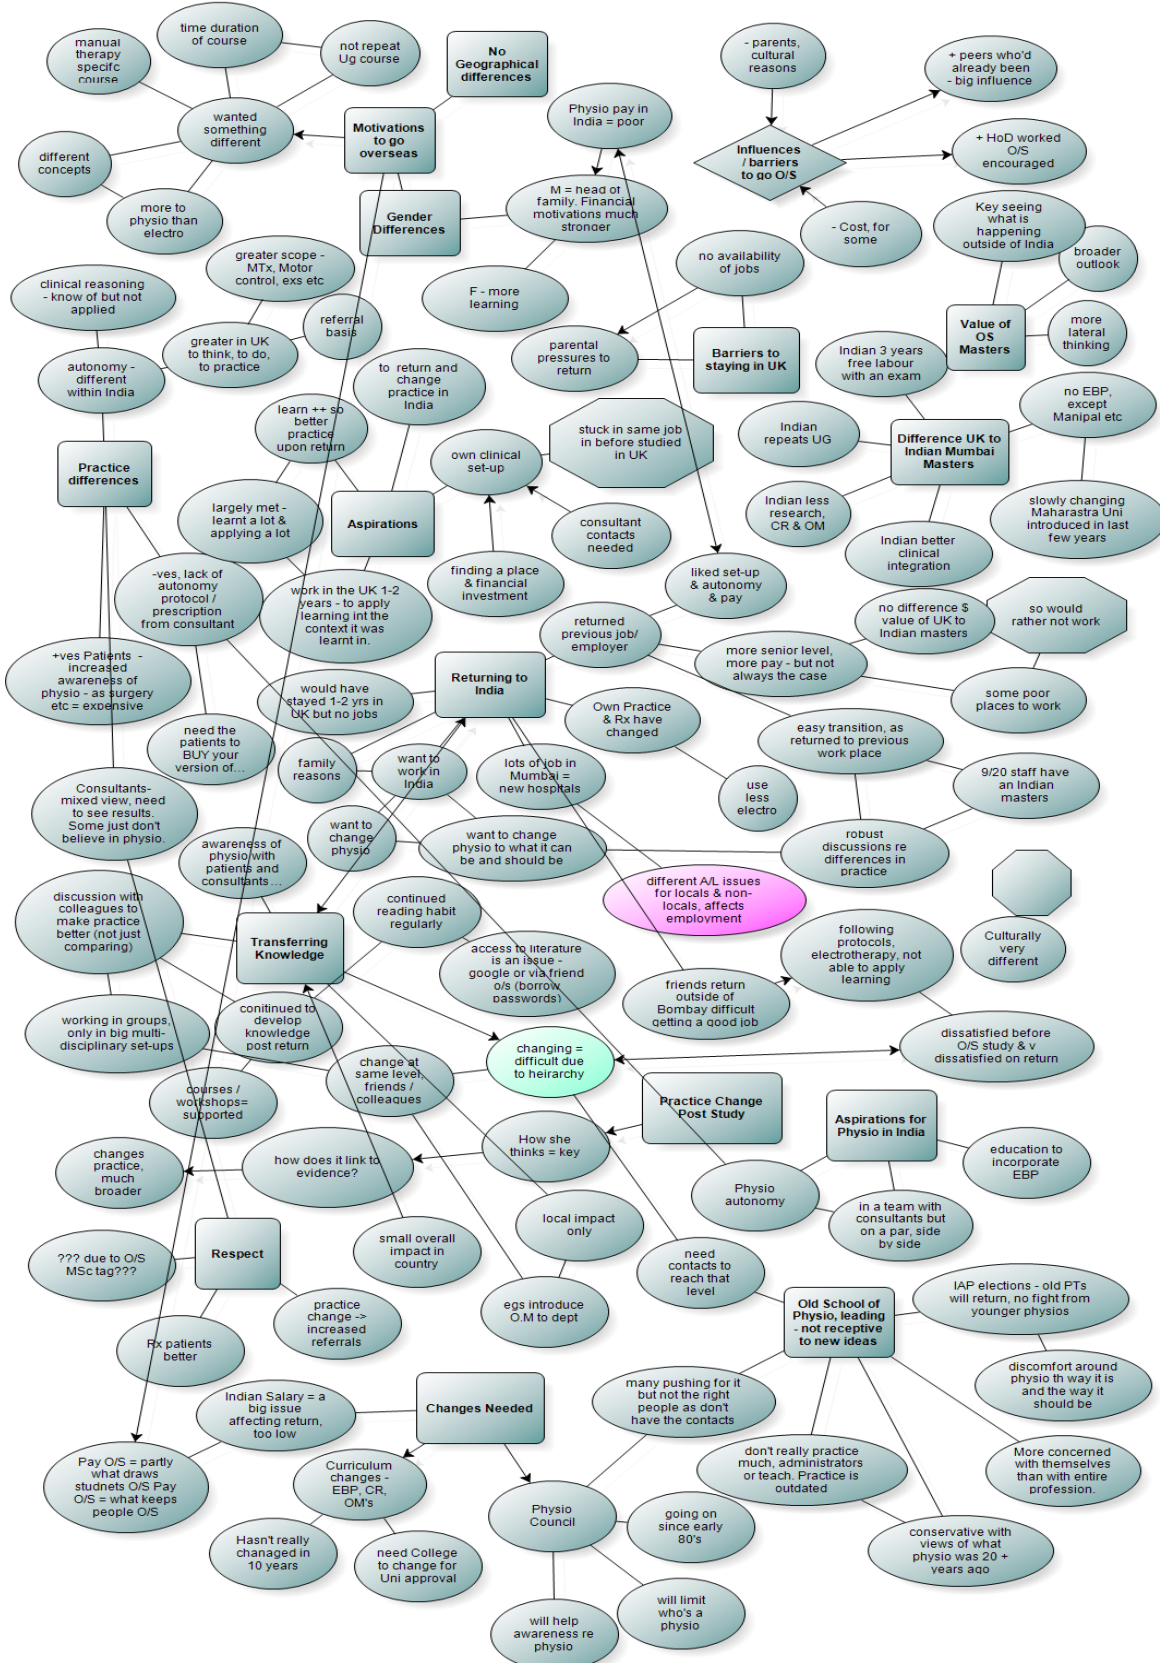 time duration
of course
manual
therapy
specifc
course
not repeat
Ug course
No
Geographical
differences
- parents,
cultural
reasons
+ peers who'd
already been
- big influence
wanted
something
different
Motivations
to go
overseas
Physio pay in
India = poor
different
concepts
Influences
/ barriers
to go O/S
+ HoD worked
O/S
encouraged
more to
physio than
electro
Gender
Differences
M = head of
family. Financial
motivations much
stronger
- Cost, for
some
Key seeing
what is
happening
outside of India
greater scope -
MTx, Motor
control, exs etc
no availability
of jobs
broader
outlook
clinical reasoning
- know of but not
applied
F - more
learning
referral
basis
greater in UK
to think, to do,
to practice
parental
pressures to
return
Barriers to
staying in UK
Value of
OS
Masters
more
lateral
thinking
Indian 3 years
free labour
with an exam
autonomy -
different
within India
to return and
change
practice in
India
no EBP,
except
Manipal etc
learn ++ so
better
practice
upon return
stuck in same job
in before studied
in UK
Indian
repeats UG
Difference UK to
Indian Mumbai
Masters
Practice
differences
own clinical
set-up
largely met -
learnt a lot &
applying a lot
Aspirations
consultant
contacts
needed
Indian less
research,
CR & OM
slowly changing
Maharastra Uni
introduced in last
few years
Indian better
clinical
integration
-ves, lack of
autonomy
protocol /
prescription
from consultant
work in the UK 1-2
years - to apply
learning int the
context it was
learnt in.
finding a place
& financial
investment
liked set-up
& autonomy
& pay
no difference $
value of UK to
Indian masters
so would
rather not work
returned
previous job/
employer
+ves Patients -
increased
awareness of
physio - as surgery
etc = expensive
more senior level,
more pay - but not
always the case
would have
stayed 1-2 yrs in
UK but no jobs
Returning to
India
Own Practice
& Rx have
changed
some poor
places to work
need the
patients to
BUY your
version of...
easy transition, as
returned to previous
work place
family
reasons
want to
work in
India
lots of job in
Mumbai =
new hospitals
9/20 staff have
an Indian
masters
Consultants-
mixed view, need
to see results.
Some just don't
believe in physio.
use
less
electro
want to
change
physio
want to change
physio to what it can
be and should be
robust
discussions re
differences in
practice
awareness of
physio with
patients and
consultants...
different A/L issues
for locals & non-
locals, affects
employment
discussion with
colleagues to
make practice
better (not just
comparing)
continued
reading habit
regularly
Transferring
Knowledge
access to literature
is an issue -
google or via friend
o/s (borrow
passwords)
following
protocols,
electrotherapy, not
able to apply
learning
Culturally
very
different
friends return
outside of
Bombay difficult
getting a good job
working in groups,
only in big multi-
disciplinary set-ups
conitinued to
develop
knowledge
post return
changing =
difficult due
to heirarchy
dissatisfied before
O/S study & v
dissatisfied on return
change at
same level,
friends /
colleagues
courses /
workshops=
supported
Practice Change
Post Study
Aspirations for
Physio in India
How she
thinks = key
changes
practice,
much
broader
how does it link to
evidence?
education to
incorporate
EBP
Physio
autonomy
in a team with
consultants but
on a par, side
by side
local impact
only
??? due to O/S
MSc tag???
Respect
small overall
impact in
country
need
contacts to
reach that
level
practice
change ->
increased
referrals
egs introduce
O.M to dept
Old School of
Physio, leading
- not receptive
to new ideas
IAP elections - old PTs
will return, no fight from
younger physios
Rx patients
better
discomfort around
physio th way it is
and the way it
should be
Indian Salary = a
big issue
affecting return,
too low
Changes Needed
many pushing for it
but not the right
people as don't
have the contacts
Pay O/S = partly
what draws
studnets O/S Pay
O/S = what keeps
people O/S
Curriculum
changes -
EBP, CR,
OM's
don't really practice
much, administrators
or teach. Practice is
outdated
More concerned
with themselves
than with entire
profession.
Physio
Council
going on
since early
80's
Hasn't really
chanaged in
10 years
need College
to change for
Uni approval
conservative with
views of what
physio was 20 +
years ago
will help
awareness re
physio
will limit
who's a
physio